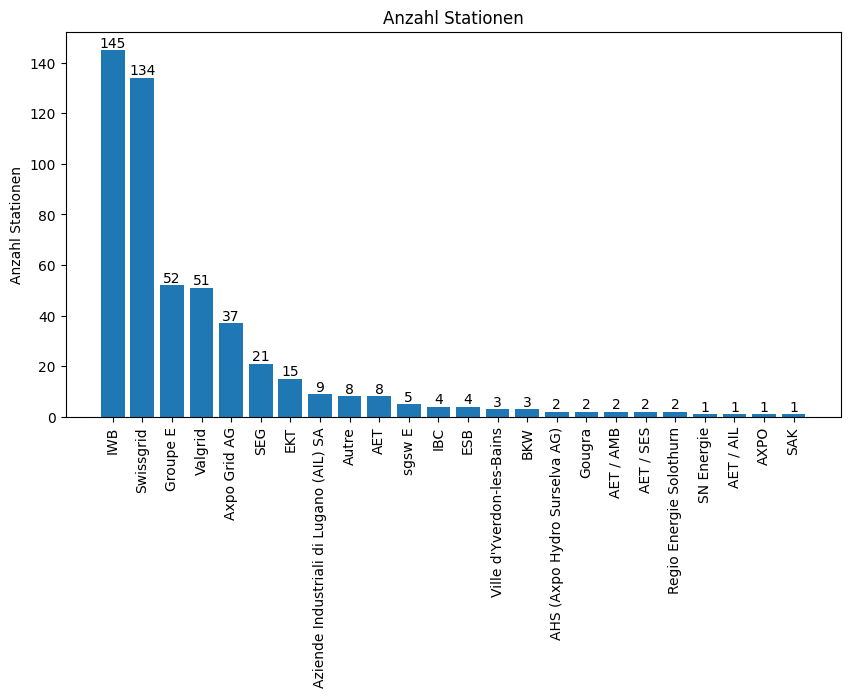 Anzahl Stationen
Anzahl Stationen
140
120
100
80
60
40
20
0
145
134
52
51
37
21
15
9
8
8
5
4
4
3
3
2
2
2
2
2
1
1
1
1
IWB
Swissgrid
Groupe E
Valgrid
Axpo Grid AG
SEG
EKT
Aziende Industriali di Lugano (AIL) SA
Autre
AET
sgsw E
IBC
ESB
Ville d'Yverdon-les-Bains
BKW
AHS (Axpo Hydro Surselva AG)
Gougra
AET / AMB
AET / SES
Regio Energie Solothurn
SN Energie
AET / AIL
AXPO
SAK